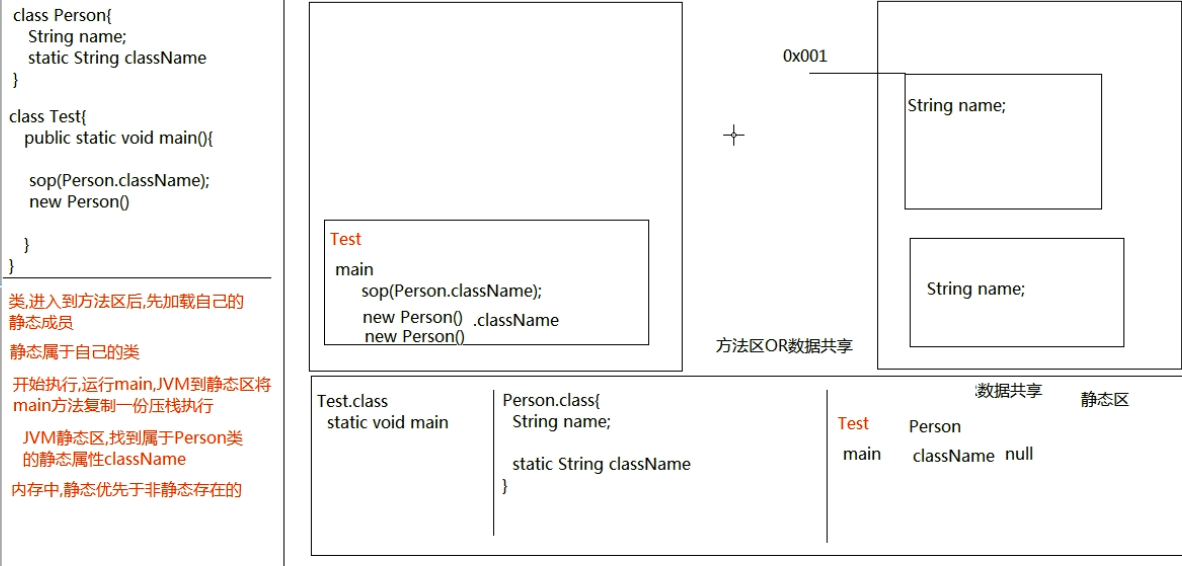 class Person{
String name;
static String className
}
class Test{
public static void main(){
sop(Person.className);
new Person()
}
}
类,进入到方法区后,先加载自己的
静态成员
静态属于自己的类
开始执行,运行main,JVM到静态区将
main方法复制一份压栈执行
JVM静态区,找到属于Person类
的静态属性className
内存中,静态优先于非静态存在的
Test
main
sop(Person.className);
new Person() .className
new Person()
0x001
String name;
String name;
方法区OR数据共享
Test.class
static void main
Person.class{
String name;
static String className
}
:数据共享
静态区
Test
main
Person
className null